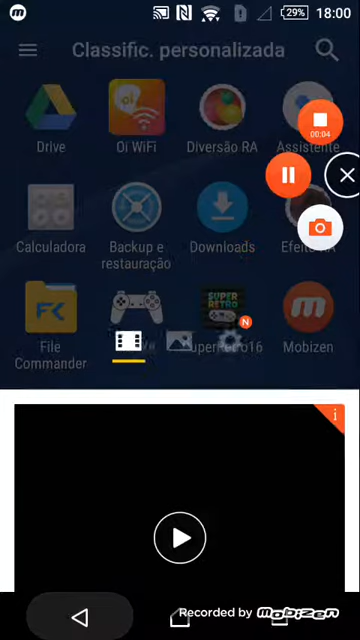 29% 18:00
Classific. personalizada
00:04
Drive Oi WiFi Diversão RA Assistente
Calculadora Backup e restauração Downloads
File Commander Mobizen
SUPER RETRO
N
i
Recorded by mobizen